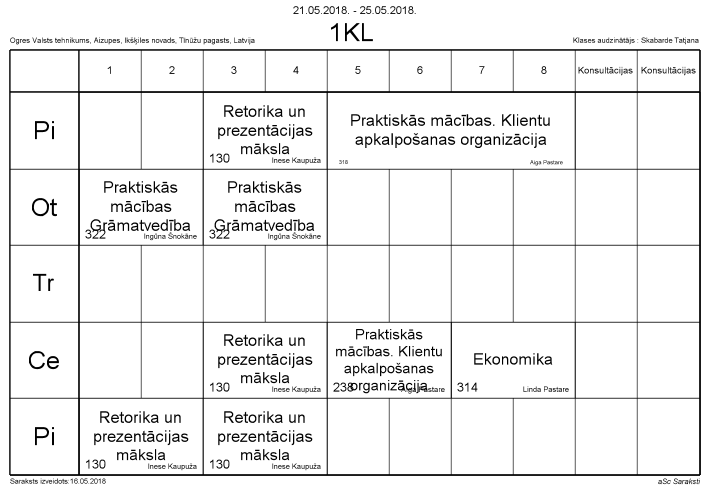 21.05.2018. - 25.05.2018.
1KL
Ogres Valsts tehnikums, Aizupes, Ikšķiles novads, Tīnūžu pagasts, Latvija
Klases audzinātājs : Skabarde Tatjana
1 2 3 4 5 6 7 8 Konsultācijas Konsultācijas
Pi
Retorika un
prezentācijas
māksla
130 Inese Kaupuža
Praktiskās mācības. Klientu
apkalpošanas organizācija
318 Aiga Pastare
Ot
Praktiskās
mācības
Grāmatvedība
322 Ingūna Šnokāne
Praktiskās
mācības
Grāmatvedība
322 Ingūna Šnokāne
Tr
Ce
Retorika un
prezentācijas
māksla
130 Inese Kaupuža
Praktiskās
mācības. Klientu
apkalpošanas
organizācija
238 Aiga Pastare
Ekonomika
314 Linda Pastare
Pi
Retorika un
prezentācijas
māksla
130 Inese Kaupuža
Retorika un
prezentācijas
māksla
130 Inese Kaupuža
Saraksts izveidots:16.05.2018
aSc Saraksti